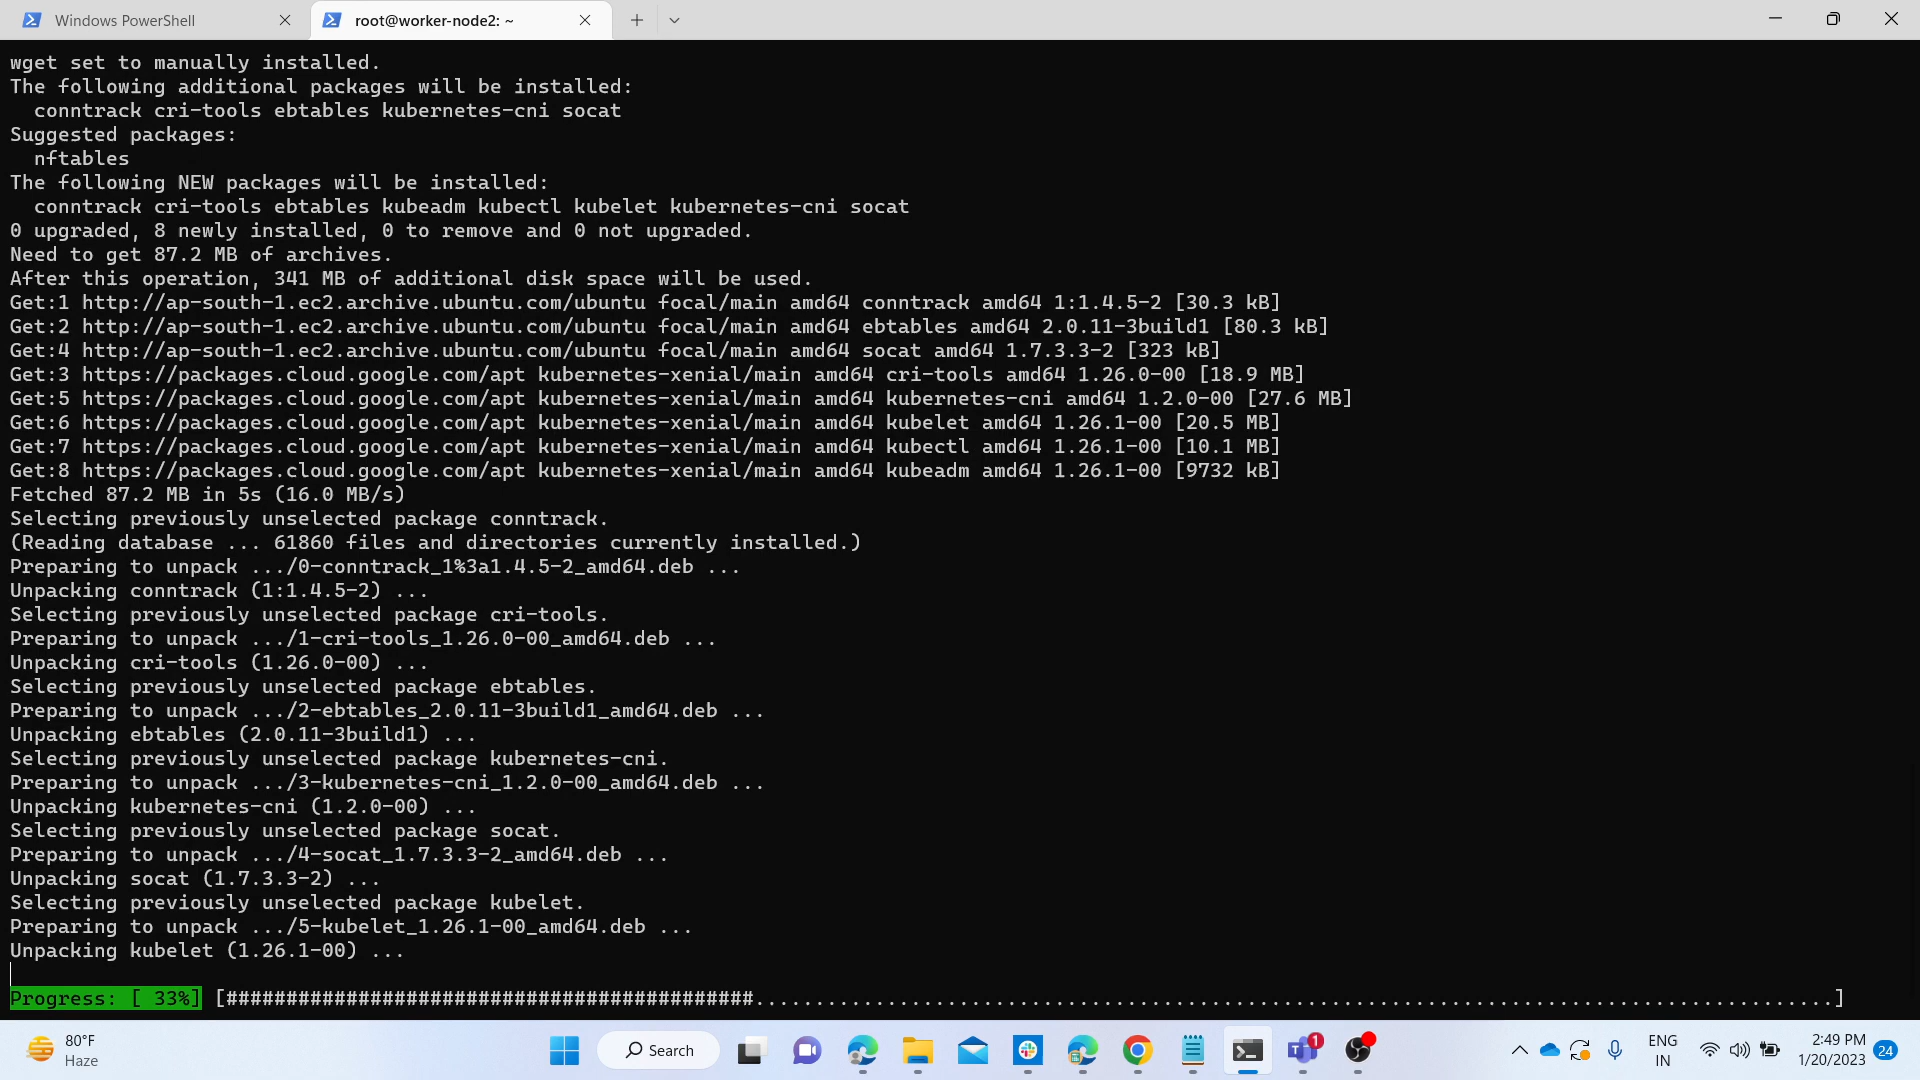 Windows PowerShell
root@worker-node2: ~
wget set to manually installed.
The following additional packages will be installed:
  conntrack cri-tools ebtables kubernetes-cni socat
Suggested packages:
  nftables
The following NEW packages will be installed:
  conntrack cri-tools ebtables kubeadm kubectl kubelet kubernetes-cni socat
0 upgraded, 8 newly installed, 0 to remove and 0 not upgraded.
Need to get 87.2 MB of archives.
After this operation, 341 MB of additional disk space will be used.
Get:1 http://ap-south-1.ec2.archive.ubuntu.com/ubuntu focal/main amd64 conntrack amd64 1:1.4.5-2 [30.3 kB]
Get:2 http://ap-south-1.ec2.archive.ubuntu.com/ubuntu focal/main amd64 ebtables amd64 2.0.11-3build1 [80.3 kB]
Get:4 http://ap-south-1.ec2.archive.ubuntu.com/ubuntu focal/main amd64 socat amd64 1.7.3.3-2 [323 kB]
Get:3 https://packages.cloud.google.com/apt kubernetes-xenial/main amd64 cri-tools amd64 1.26.0-00 [18.9 MB]
Get:5 https://packages.cloud.google.com/apt kubernetes-xenial/main amd64 kubernetes-cni amd64 1.2.0-00 [27.6 MB]
Get:6 https://packages.cloud.google.com/apt kubernetes-xenial/main amd64 kubelet amd64 1.26.1-00 [20.5 MB]
Get:7 https://packages.cloud.google.com/apt kubernetes-xenial/main amd64 kubectl amd64 1.26.1-00 [10.1 MB]
Get:8 https://packages.cloud.google.com/apt kubernetes-xenial/main amd64 kubeadm amd64 1.26.1-00 [9732 kB]
Fetched 87.2 MB in 5s (16.0 MB/s)
Selecting previously unselected package conntrack.
(Reading database ... 61860 files and directories currently installed.)
Preparing to unpack .../0-conntrack_1%3a1.4.5-2_amd64.deb ...
Unpacking conntrack (1:1.4.5-2) ...
Selecting previously unselected package cri-tools.
Preparing to unpack .../1-cri-tools_1.26.0-00_amd64.deb ...
Unpacking cri-tools (1.26.0-00) ...
Selecting previously unselected package ebtables.
Preparing to unpack .../2-ebtables_2.0.11-3build1_amd64.deb ...
Unpacking ebtables (2.0.11-3build1) ...
Selecting previously unselected package kubernetes-cni.
Preparing to unpack .../3-kubernetes-cni_1.2.0-00_amd64.deb ...
Unpacking kubernetes-cni (1.2.0-00) ...
Selecting previously unselected package socat.
Preparing to unpack .../4-socat_1.7.3.3-2_amd64.deb ...
Unpacking socat (1.7.3.3-2) ...
Selecting previously unselected package kubelet.
Preparing to unpack .../5-kubelet_1.26.1-00_amd64.deb ...
Unpacking kubelet (1.26.1-00) ...
Progress: [ 33%] [############################################..........................................................................................]
80°F
Haze
Search
1
ENG
IN
2:49 PM
1/20/2023
24